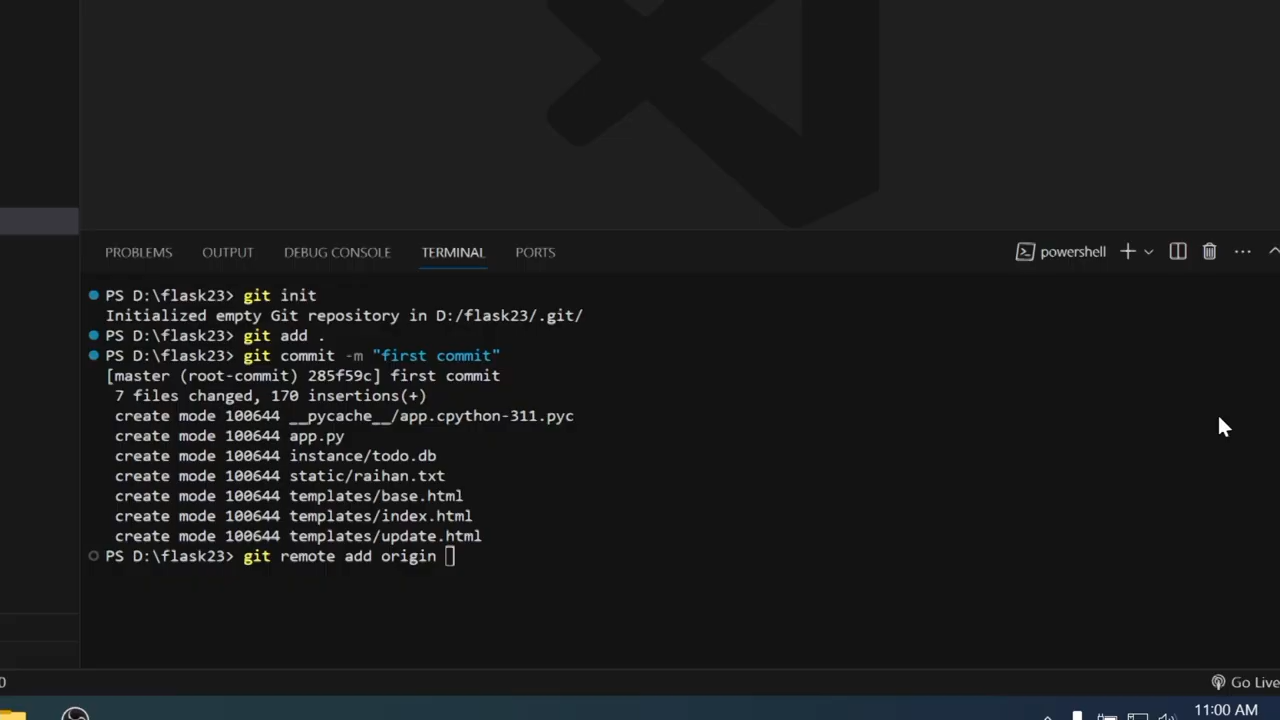 PROBLEMS OUTPUT DEBUG CONSOLE TERMINAL PORTS powershell
PS D:\flask23> git init
Initialized empty Git repository in D:/flask23/.git/
PS D:\flask23> git add .
PS D:\flask23> git commit -m "first commit"
[master (root-commit) 285f59c] first commit
7 files changed, 170 insertions(+)
create mode 100644 __pycache__/app.cpython-311.pyc
create mode 100644 app.py
create mode 100644 instance/todo.db
create mode 100644 static/raihan.txt
create mode 100644 templates/base.html
create mode 100644 templates/index.html
create mode 100644 templates/update.html
PS D:\flask23> git remote add origin
0 Go Live
11:00 AM